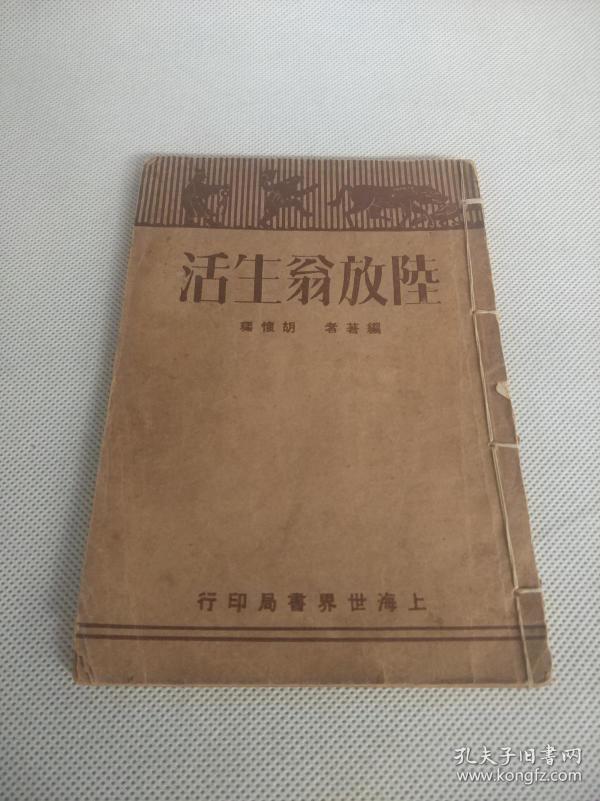 陸放翁生活
編著者 胡懷琛
上海世界書局印行
孔夫子旧书网
www.kongfz.com